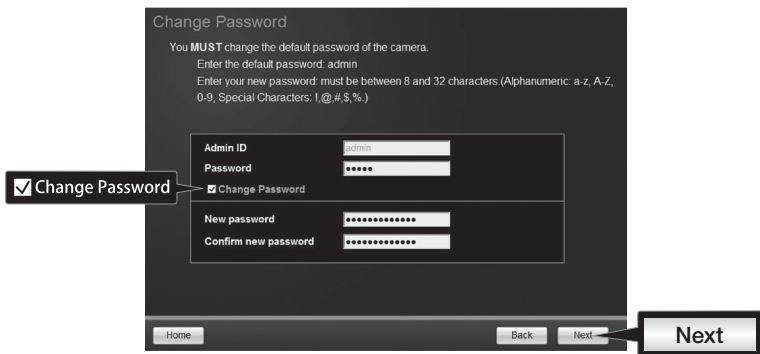 Change Password
You MUST change the default password of the camera.
Enter the default password: admin
Enter your new password: must be between 8 and 32 characters.(Alphanumeric: a-z, A-Z,
0-9, Special Characters: !,@,#,$,%.)
Admin ID admin
Password •••••
Change Password
Change Password
New password •••••••••••••
Confirm new password •••••••••••••
Home Back Next
Next